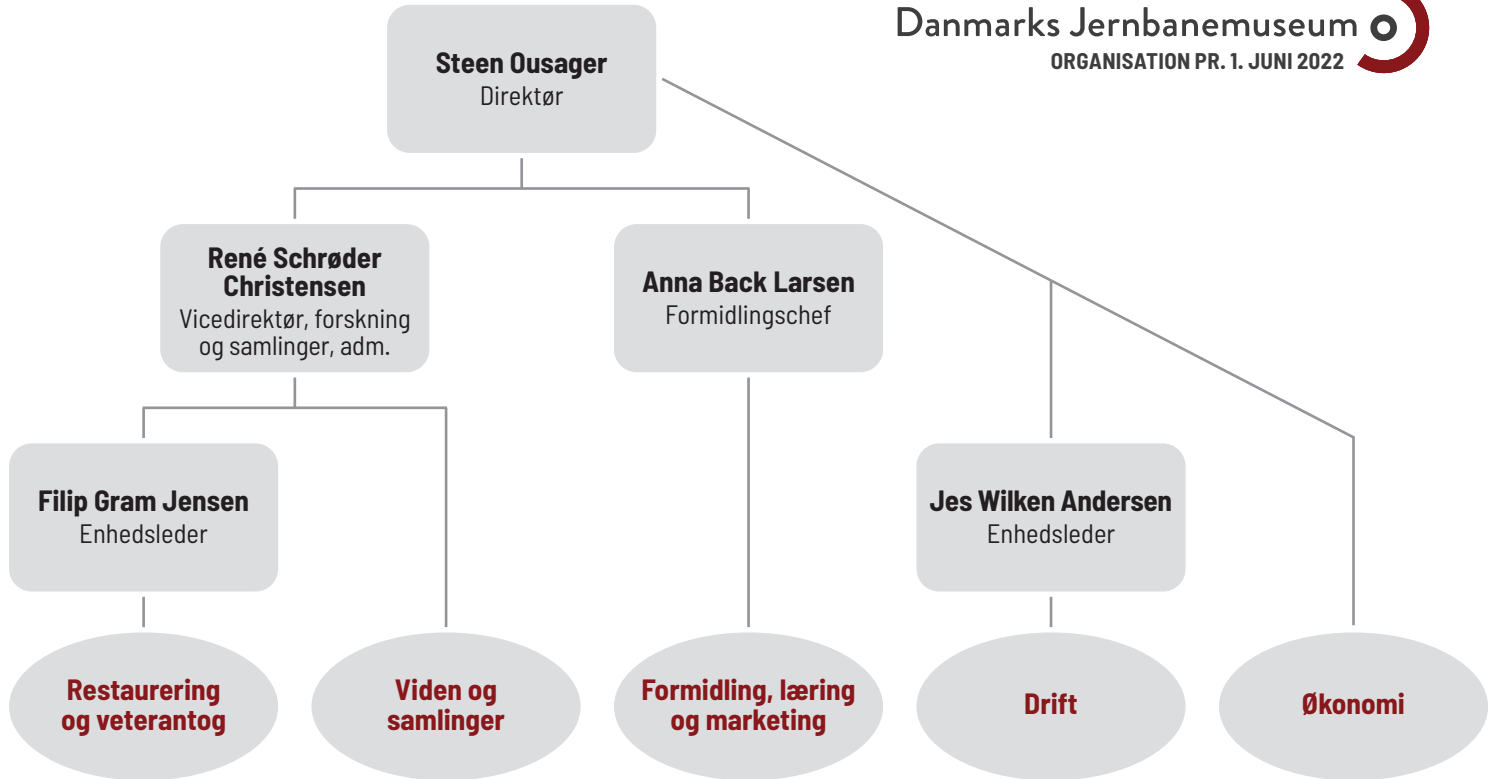 Danmarks Jernbanemuseum
ORGANISATION PR. 1. JUNI 2022
Steen Ousager
Direktør
René Schrøder
Christensen
Vicedirektør, forskning
og samlinger, adm.
Anna Back Larsen
Formidlingschef
Filip Gram Jensen
Enhedsleder
Jes Wilken Andersen
Enhedsleder
Restaurering
og veterantog
Viden og
samlinger
Formidling, læring
og marketing
Drift
Økonomi